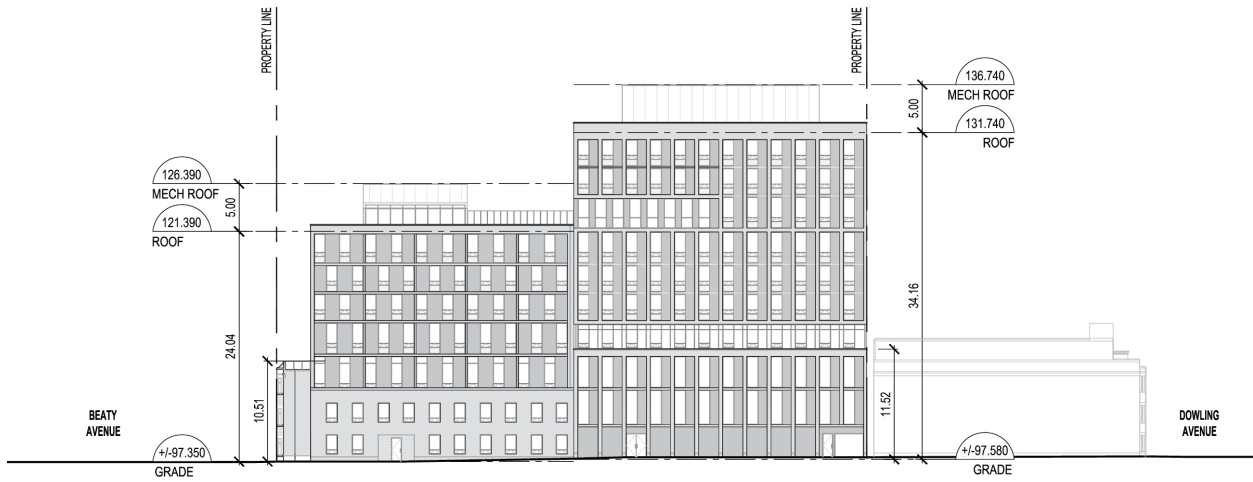 PROPERTY LINE
PROPERTY LINE
136.740
MECH ROOF
5.00
131.740
ROOF
126.390
MECH ROOF
5.00
121.390
ROOF
34.16
24.04
10.51
11.52
BEATY
AVENUE
DOWLING
AVENUE
+/-97.350
GRADE
+/-97.580
GRADE